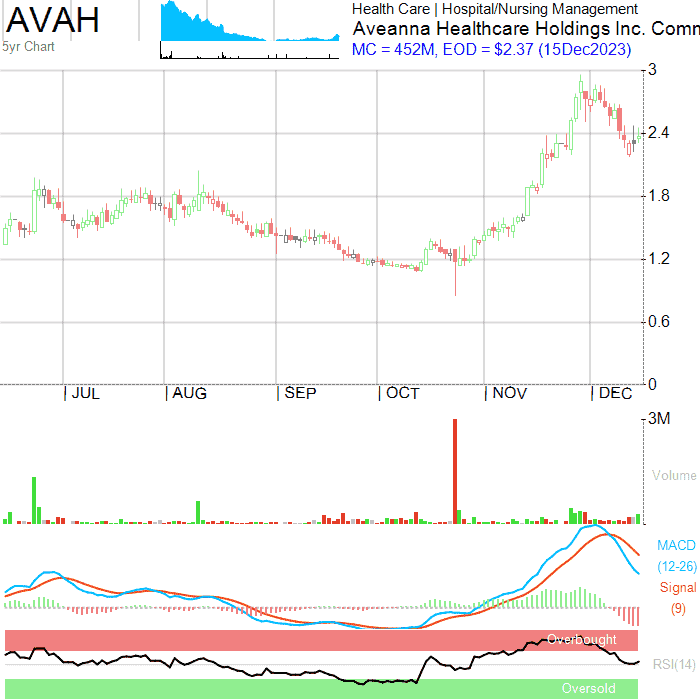 AVAH
5yr Chart
Health Care | Hospital/Nursing Management
Aveanna Healthcare Holdings Inc. Comm
MC = 452M, EOD = $2.37 (15Dec2023)
3
2.4
1.8
1.2
0.6
0
JUL AUG SEP OCT NOV DEC
3M
Volume
MACD
(12-26)
Signal
(9)
Overbought
RSI(14)
Oversold